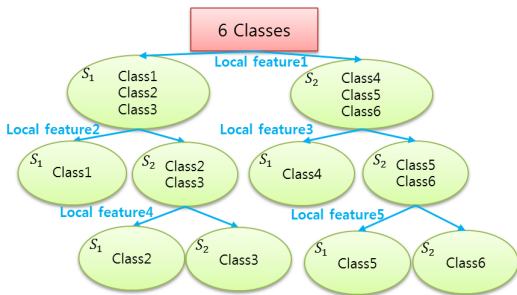 6 Classes
Local feature1
S1
Class1
Class2
Class3
S2
Class4
Class5
Class6
Local feature2
Local feature3
S1
Class1
S2
Class2
Class3
S1
Class4
S2
Class5
Class6
Local feature4
Local feature5
S1
Class2
S2
Class3
S1
Class5
S2
Class6